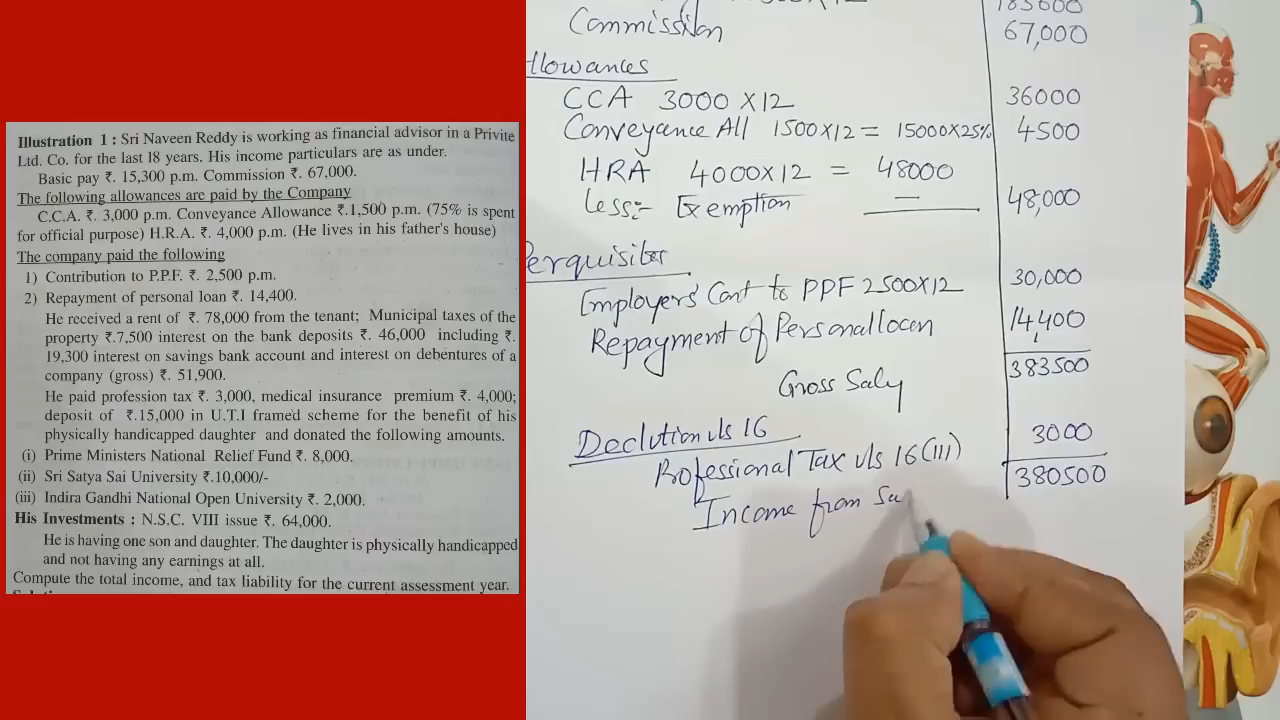 Illustration 1 : Sri Naveen Reddy is working as financial advisor in a Privite
Ltd. Co. for the last 18 years. His income particulars are as under.
Basic pay ₹. 15,300 p.m. Commission ₹. 67,000.
The following allowances are paid by the Company
C.C.A. ₹. 3,000 p.m. Conveyance Allowance ₹.1,500 p.m. (75% is spent
for official purpose) H.R.A. ₹. 4,000 p.m. (He lives in his father's house)
The company paid the following
1) Contribution to P.P.F. ₹. 2,500 p.m.
2) Repayment of personal loan ₹. 14,400.
He received a rent of ₹. 78,000 from the tenant; Municipal taxes of the
property ₹.7,500 interest on the bank deposits ₹. 46,000 including ₹.
19,300 interest on savings bank account and interest on debentures of a
company (gross) ₹. 51,900.
He paid profession tax ₹. 3,000, medical insurance premium ₹. 4,000;
deposit of ₹.15,000 in U.T.I framed scheme for the benefit of his
physically handicapped daughter and donated the following amounts.
(i) Prime Ministers National Relief Fund ₹. 8,000.
(ii) Sri Satya Sai University ₹.10,000/-
(iii) Indira Gandhi National Open University ₹. 2,000.
His Investments : N.S.C. VIII issue ₹. 64,000.
He is having one son and daughter. The daughter is physically handicapped
and not having any earnings at all.
Compute the total income, and tax liability for the current assessment year.
183600
Commission 67,000
llowances
CCA 3000 X12 36000
Conveyance All 1500X12 = 15000X25% 4500
HRA 4000X12 = 48000
Less:- Exemption — 48,000
erquisites
Employers' Cont to PPF 2500X12 30,000
Repayment of Personal loan 14,400
Gross Saly 383500
Declution u/s 16
Professional Tax u/s 16(III) 3000
Income from Sa 380500